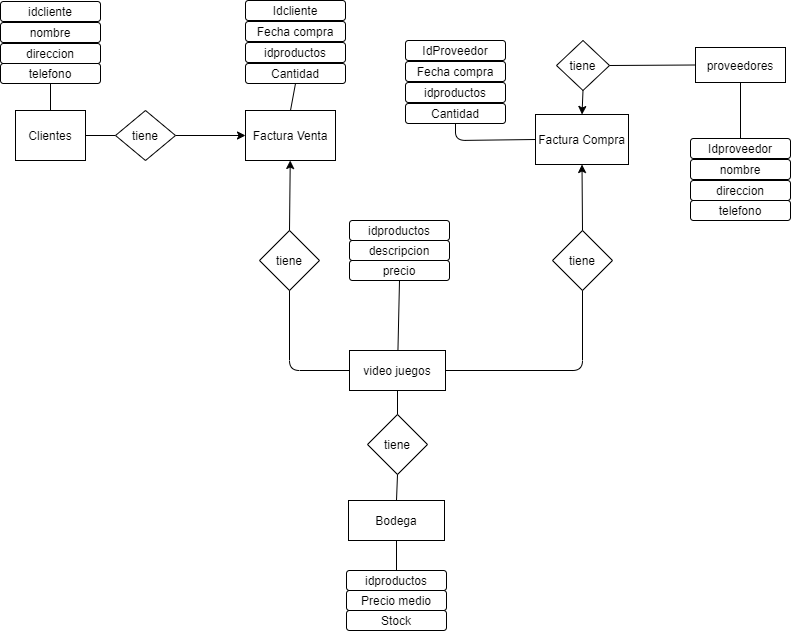 idcliente
nombre
direccion
telefono
Idcliente
Fecha compra
idproductos
Cantidad
IdProveedor
Fecha compra
idproductos
Cantidad
tiene
proveedores
Clientes
tiene
Factura Venta
Factura Compra
Idproveedor
nombre
direccion
telefono
idproductos
descripcion
precio
tiene
tiene
video juegos
tiene
Bodega
idproductos
Precio medio
Stock